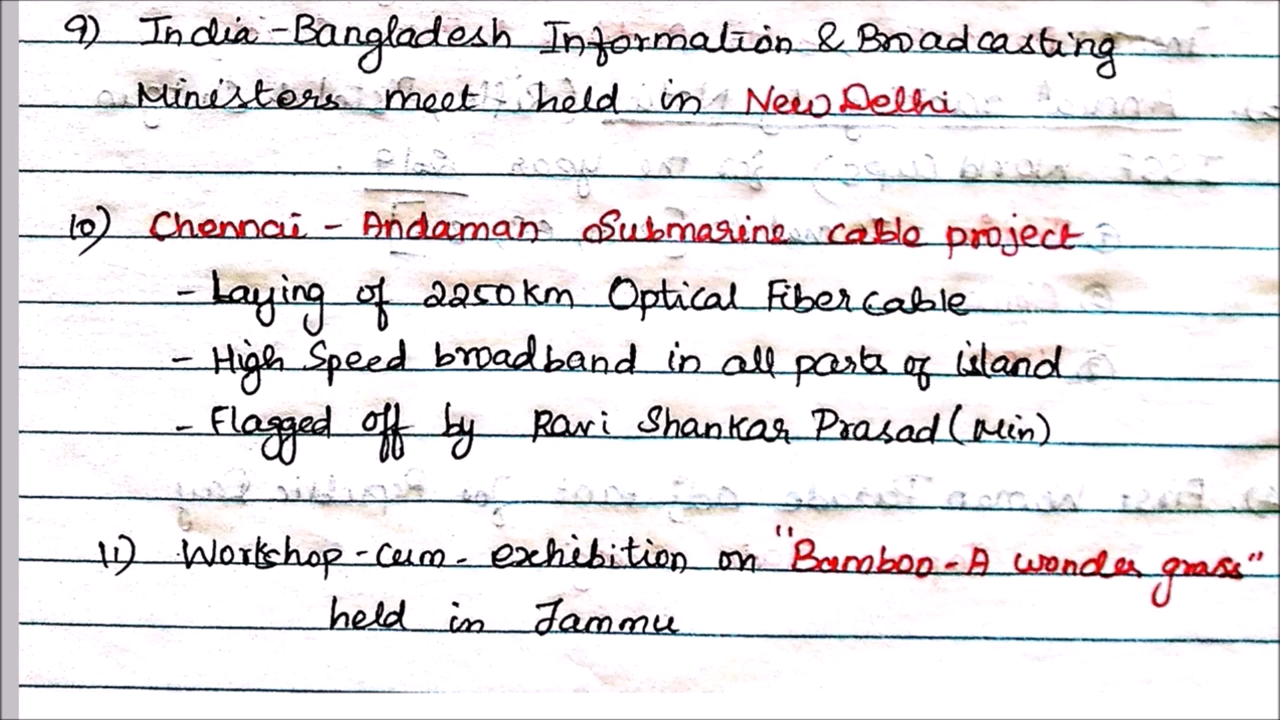 9) India-Bangladesh Information & Broadcasting
Ministers meet held in New Delhi
10) Chennai - Andaman Submarine cable project
- Laying of 2250km Optical Fiber cable
- High Speed broadband in all parts of island
- Flagged off by Ravi Shankar Prasad (Min)
11) Workshop-cum-exhibition on "Bamboo-A wonder grass"
held in Jammu